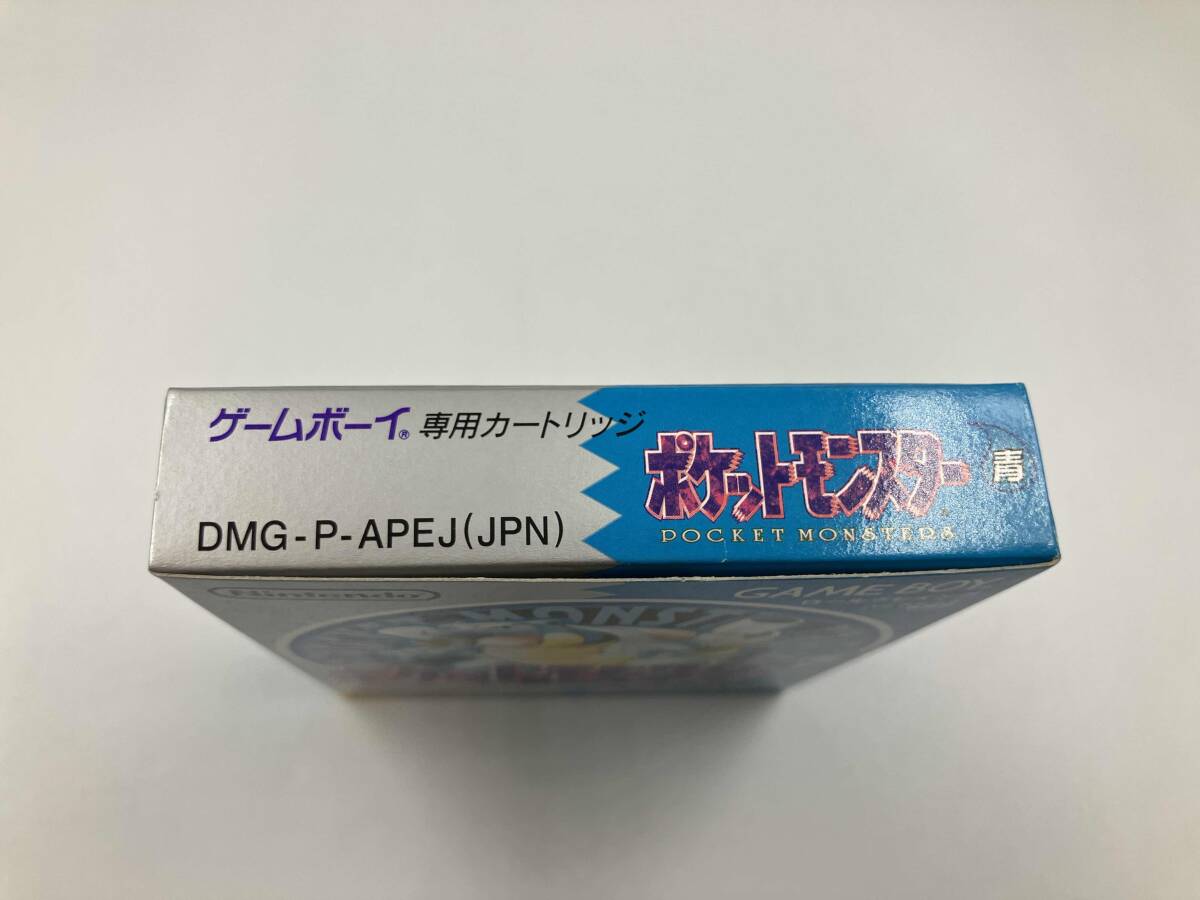 ゲームボーイ® 専用カートリッジ
DMG-P-APEJ(JPN)
ポケットモンスター 青
POCKET MONSTERS
Nintendo
GAME BOY